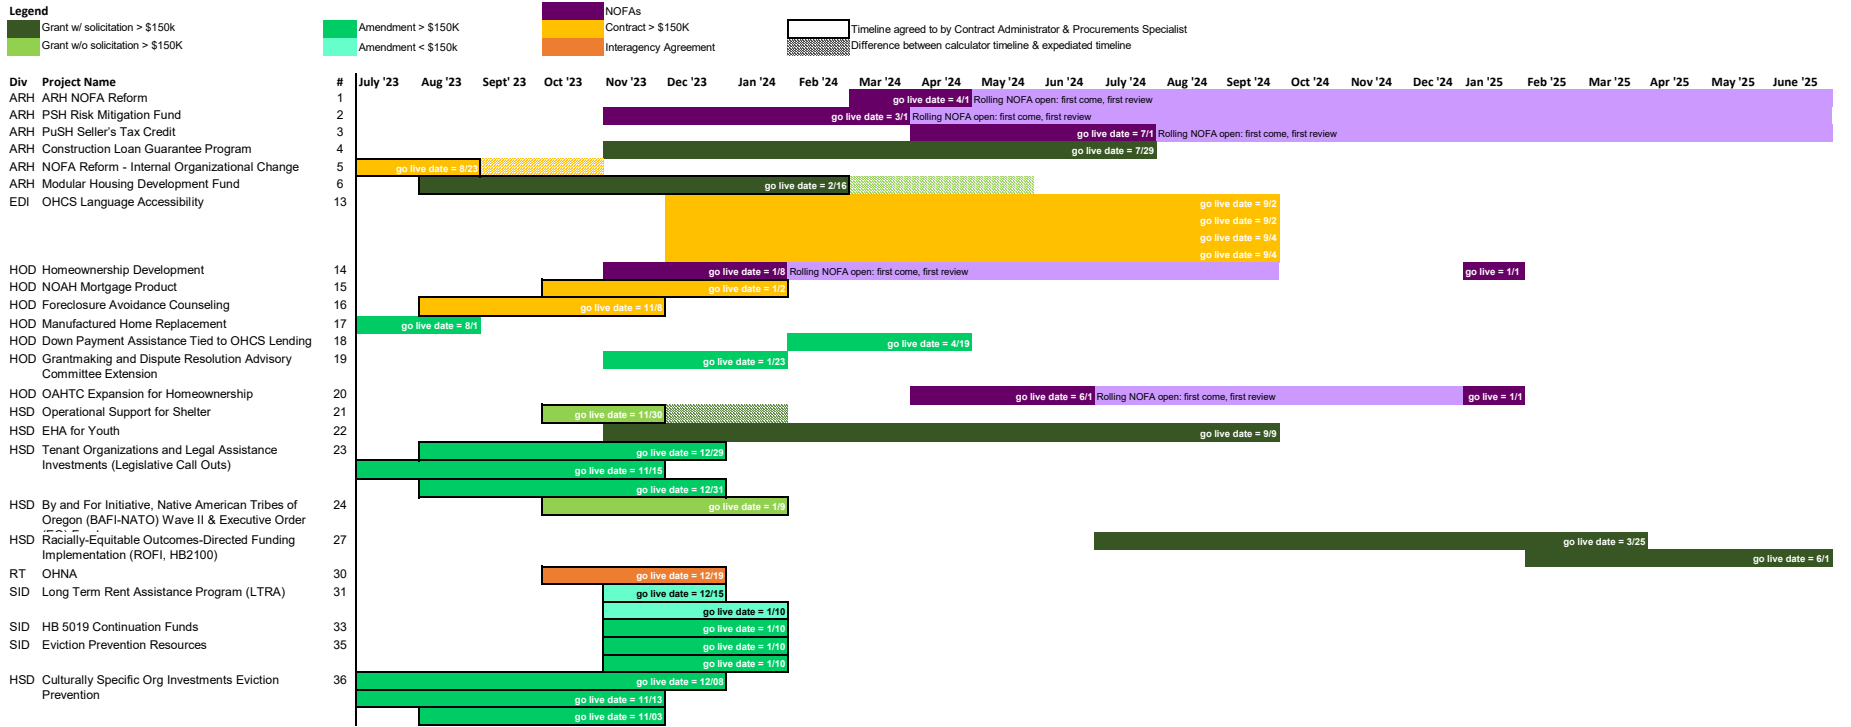 Legend
NOFAs
Grant w/ solicitation > $150k
Amendment > $150K
Contract > $150K
Timeline agreed to by Contract Administrator & Procurements Specialist
Grant w/o solicitation > $150K
Amendment < $150k
Interagency Agreement
Difference between calculator timeline & expediated timeline
Div Project Name # July '23 Aug '23 Sept' 23 Oct '23 Nov '23 Dec '23 Jan '24 Feb '24 Mar '24 Apr '24 May '24 Jun '24 July '24 Aug '24 Sept '24 Oct '24 Nov '24 Dec '24 Jan '25 Feb '25 Mar '25 Apr '25 May '25 June '25
ARH ARH NOFA Reform 1 go live date = 4/1 Rolling NOFA open: first come, first review
ARH PSH Risk Mitigation Fund 2 go live date = 3/1 Rolling NOFA open: first come, first review
ARH PuSH Seller's Tax Credit 3 go live date = 7/1 Rolling NOFA open: first come, first review
ARH Construction Loan Guarantee Program 4 go live date = 7/29
ARH NOFA Reform - Internal Organizational Change 5 go live date = 8/23
ARH Modular Housing Development Fund 6 go live date = 2/16
EDI OHCS Language Accessibility 13 go live date = 9/2
go live date = 9/2
go live date = 9/4
go live date = 9/4
HOD Homeownership Development 14 go live date = 1/8 Rolling NOFA open: first come, first review go live = 1/1
HOD NOAH Mortgage Product 15 go live date = 1/2
HOD Foreclosure Avoidance Counseling 16 go live date = 11/8
HOD Manufactured Home Replacement 17 go live date = 8/1
HOD Down Payment Assistance Tied to OHCS Lending 18 go live date = 4/19
HOD Grantmaking and Dispute Resolution Advisory 19 go live date = 1/23
Committee Extension
HOD OAHTC Expansion for Homeownership 20 go live date = 6/1 Rolling NOFA open: first come, first review go live = 1/1
HSD Operational Support for Shelter 21 go live date = 11/30
HSD EHA for Youth 22 go live date = 9/9
HSD Tenant Organizations and Legal Assistance 23 go live date = 12/29
Investments (Legislative Call Outs) go live date = 11/15
go live date = 12/31
HSD By and For Initiative, Native American Tribes of 24 go live date = 1/9
Oregon (BAFI-NATO) Wave II & Executive Order
HSD Racially-Equitable Outcomes-Directed Funding 27 go live date = 3/25
Implementation (ROFI, HB2100) go live date = 6/1
RT OHNA 30 go live date = 12/19
SID Long Term Rent Assistance Program (LTRA) 31 go live date = 12/15
go live date = 1/10
SID HB 5019 Continuation Funds 33 go live date = 1/10
SID Eviction Prevention Resources 35 go live date = 1/10
go live date = 1/10
HSD Culturally Specific Org Investments Eviction 36 go live date = 12/08
Prevention go live date = 11/13
go live date = 11/03